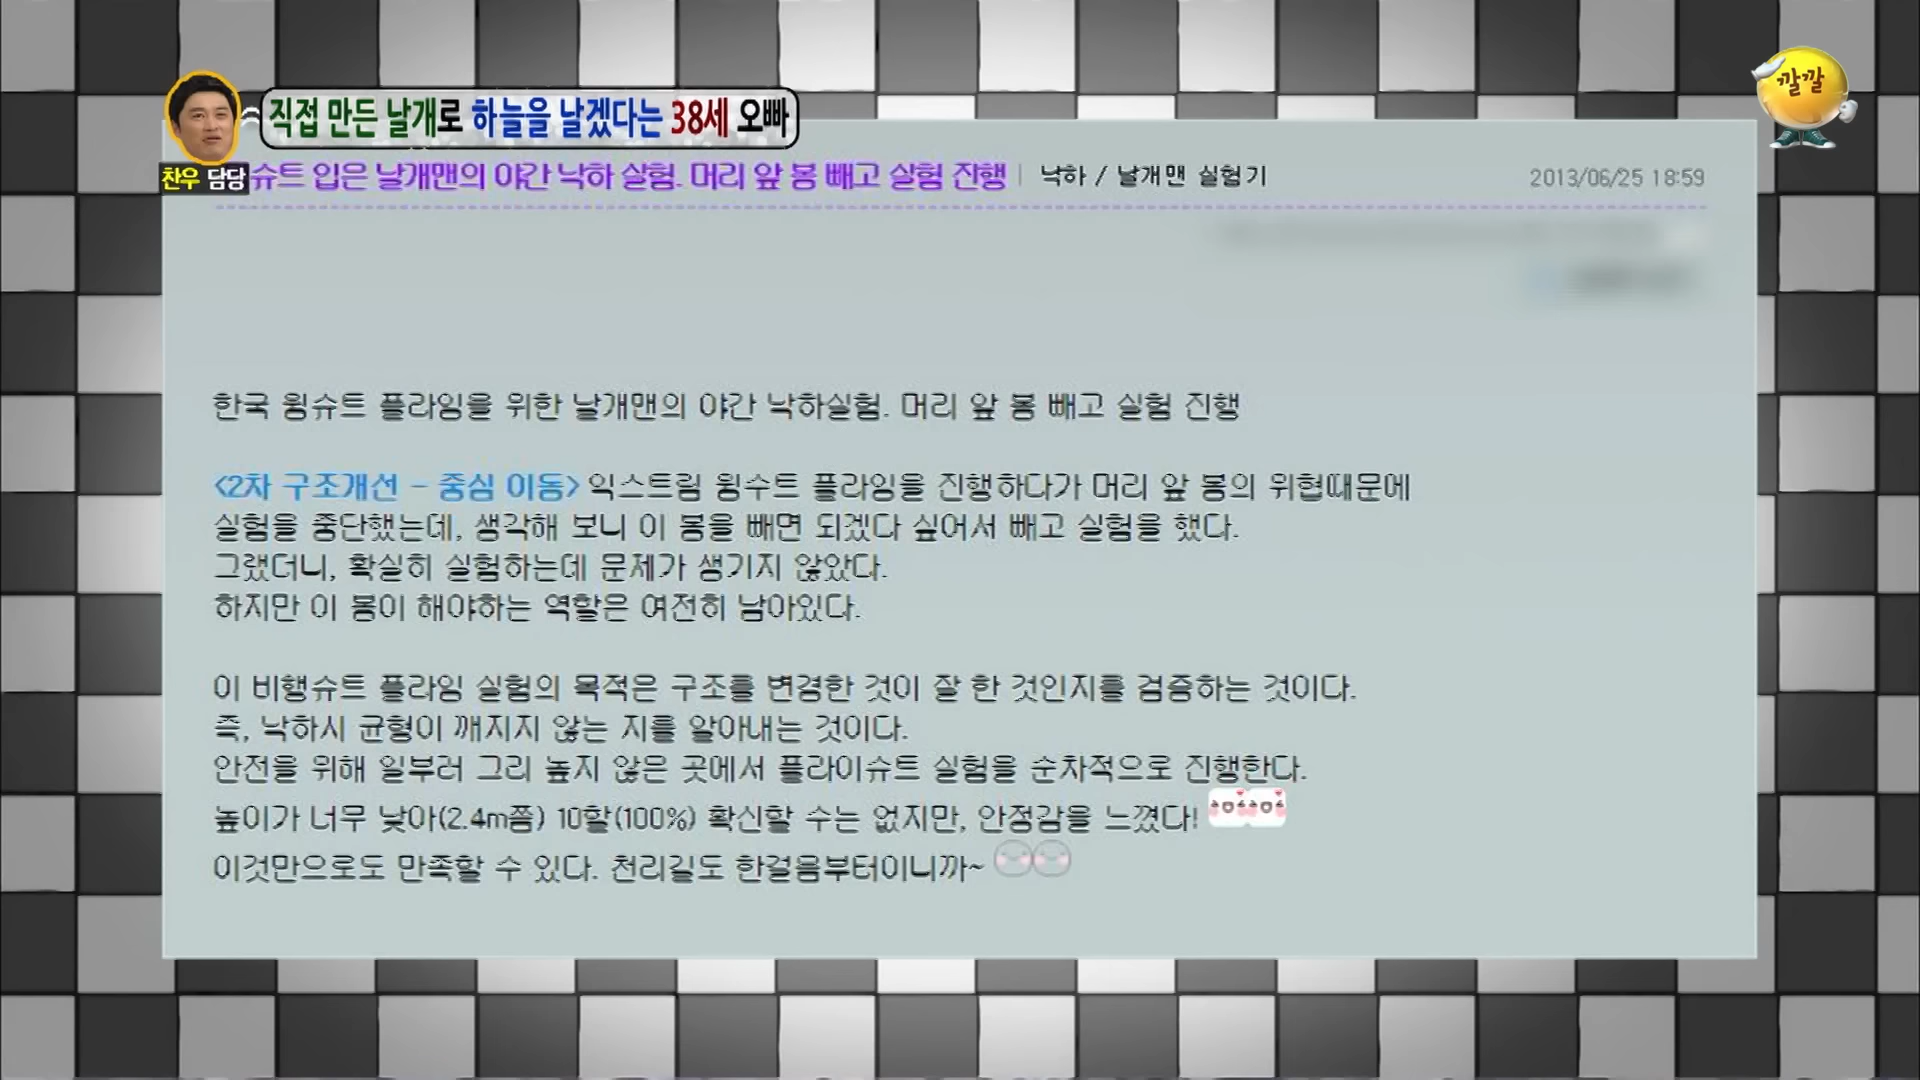 깔깔
직접 만든 날개로 하늘을 날겠다는 38세 오빠
찬우 담당
슈트 입은 날개맨의 야간 낙하 실험. 머리 앞 봉 빼고 실험 진행 | 낙하 / 날개맨 실험기 2013/06/25 18:59
한국 윙슈트 플라잉을 위한 날개맨의 야간 낙하실험. 머리 앞 봉 빼고 실험 진행
<2차 구조개선 - 중심 이동> 익스트림 윙수트 플라잉을 진행하다가 머리 앞 봉의 위협때문에
실험을 중단했는데, 생각해 보니 이 봉을 빼면 되겠다 싶어서 빼고 실험을 했다.
그랬더니, 확실히 실험하는데 문제가 생기지 않았다.
하지만 이 봉이 해야하는 역할은 여전히 남아있다.
이 비행슈트 플라잉 실험의 목적은 구조를 변경한 것이 잘 한 것인지를 검증하는 것이다.
즉, 낙하시 균형이 깨지지 않는 지를 알아내는 것이다.
안전을 위해 일부러 그리 높지 않은 곳에서 플라이슈트 실험을 순차적으로 진행한다.
높이가 너무 낮아(2.4m쯤) 10할(100%) 확신할 수는 없지만, 안정감을 느꼈다!
이것만으로도 만족할 수 있다. 천리길도 한걸음부터이니까~